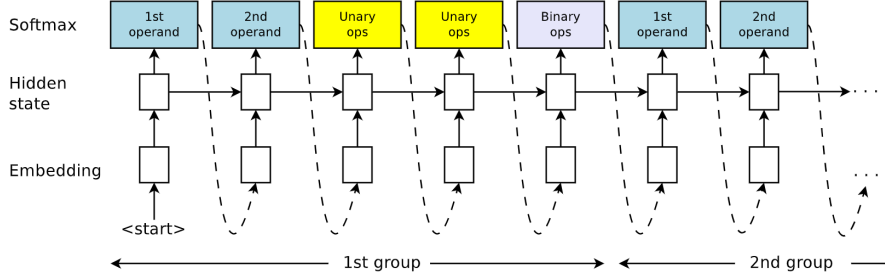 Softmax
1st
operand
2nd
operand
Unary
ops
Unary
ops
Binary
ops
1st
operand
2nd
operand
Hidden
state
. . .
Embedding
. . .
<start>
1st group
2nd group